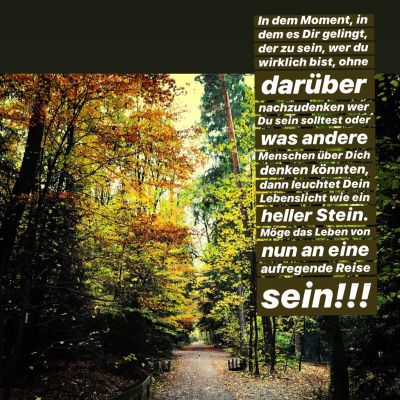 In dem Moment, in
dem es Dir gelingt,
der zu sein, wer du
wirklich bist, ohne
darüber
nachzudenken wer
Du sein solltest oder
was andere
Menschen über Dich
denken könnten,
dann leuchtet Dein
Lebenslicht wie ein
heller Stein.
Möge das Leben von
nun an eine
aufregende Reise
sein!!!